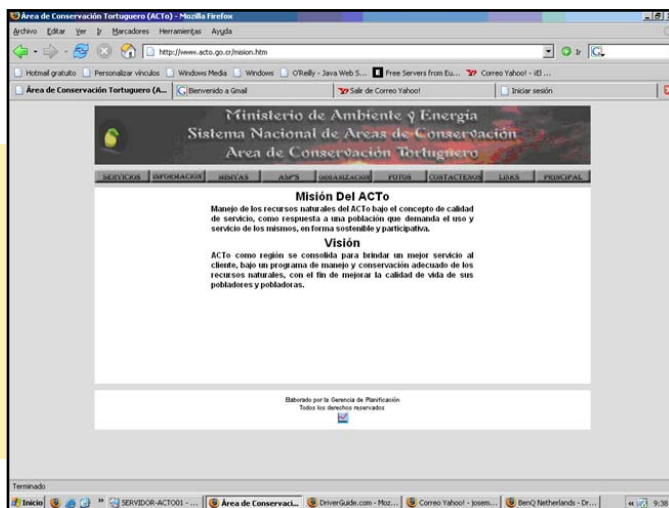 Área de Conservación Tortuguero (ACTo) - Mozilla Firefox
Archivo Editar Ver Ir Marcadores Herramientas Ayuda
http://www.acto.go.cr/mision.htm
Ir
Hotmail gratuito Personalizar vínculos Windows Media Windows O'Reilly - Java Web S... Free Servers from Eu... Correo Yahoo! - ¡El ...
Área de Conservación Tortuguero (A... Bienvenido a Gmail Sale de Correo Yahoo! Iniciar sesión
Ministerio de Ambiente y Energía
Sistema Nacional de Areas de Conservación
Area de Conservación Tortuguero
SERVICIOS INFORMACION ASP'S ORGANIZACION FOTOS CONTACTENOS LINKS PRINCIPAL
Misión Del ACTo
Manejo de los recursos naturales del ACTo bajo el concepto de calidad
de servicio, como respuesta a una población que demanda el uso y
servicio de los mismos, en forma sostenible y participativa.
Visión
ACTo como región se consolida para brindar un mejor servicio al
cliente, bajo un programa de manejo y conservación adecuado de los
recursos naturales, con el fin de mejorar la calidad de vida de sus
pobladores y pobladoras.
Elaborado por la Gerencia de Planificación
Todos los derechos reservados
Terminado
Inicio SERVIDOR-ACTO01 - ... Área de Conservaci... DriverGuide.com - Moz... Correo Yahoo! - josem... BenQ Netherlands - Dr... 9:38